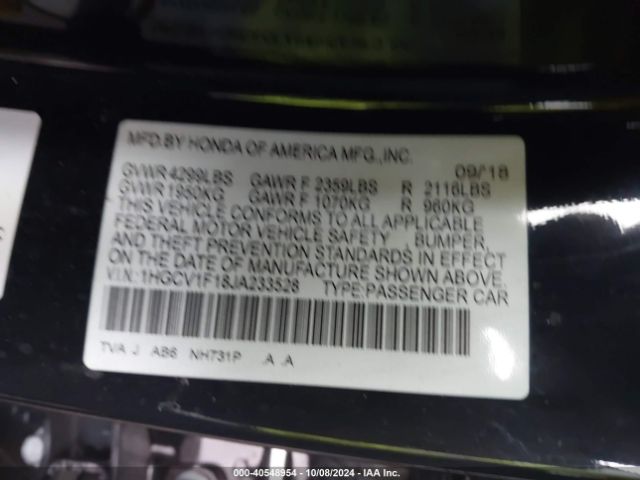 MFD.BY HONDA OF AMERICA MFG.,INC. 09/18
GVWR 4299LBS GAWR F 2359LBS R 2116LBS
GVWR 1950KG GAWR F 1070KG R 960KG
THIS VEHICLE CONFORMS TO ALL APPLICABLE
FEDERAL MOTOR VEHICLE SAFETY , BUMPER,
AND THEFT PREVENTION STANDARDS IN EFFECT
ON THE DATE OF MANUFACTURE SHOWN ABOVE.
V.I.N.:1HGCV1F18JA233528 TYPE:PASSENGER CAR
TVA J AB6 NH731P .A .A
000-40548954 - 10/08/2024 - IAA Inc.